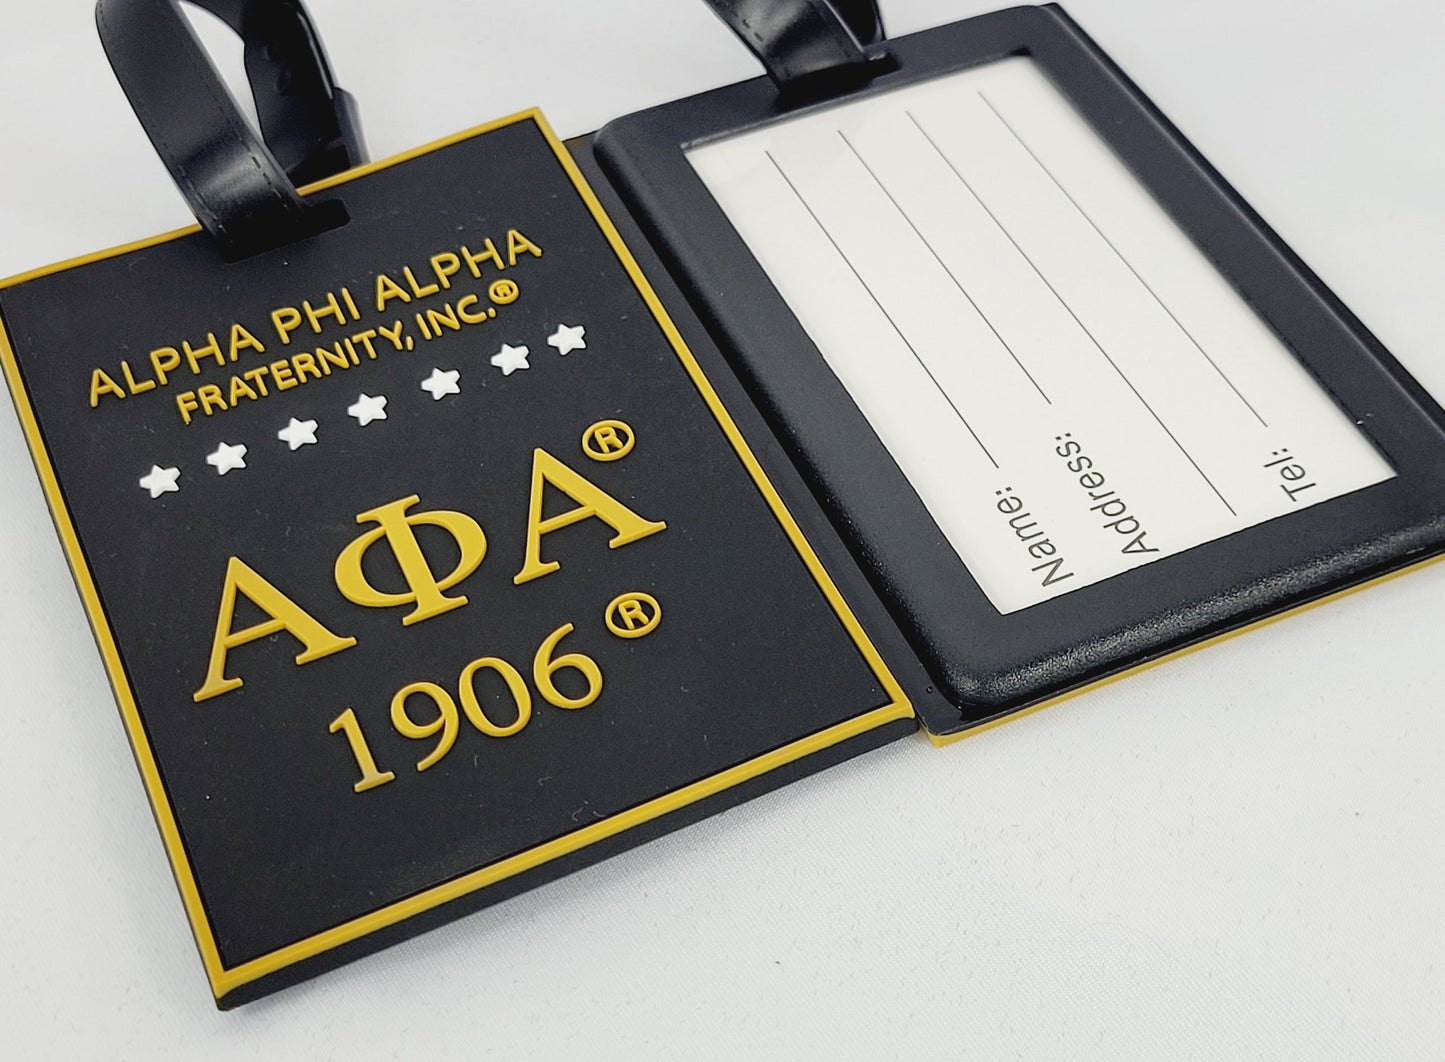 ALPHA PHI ALPHA
FRATERNITY, INC.®
ΑΦΑ®
1906®
Name:
Address:
Tel: